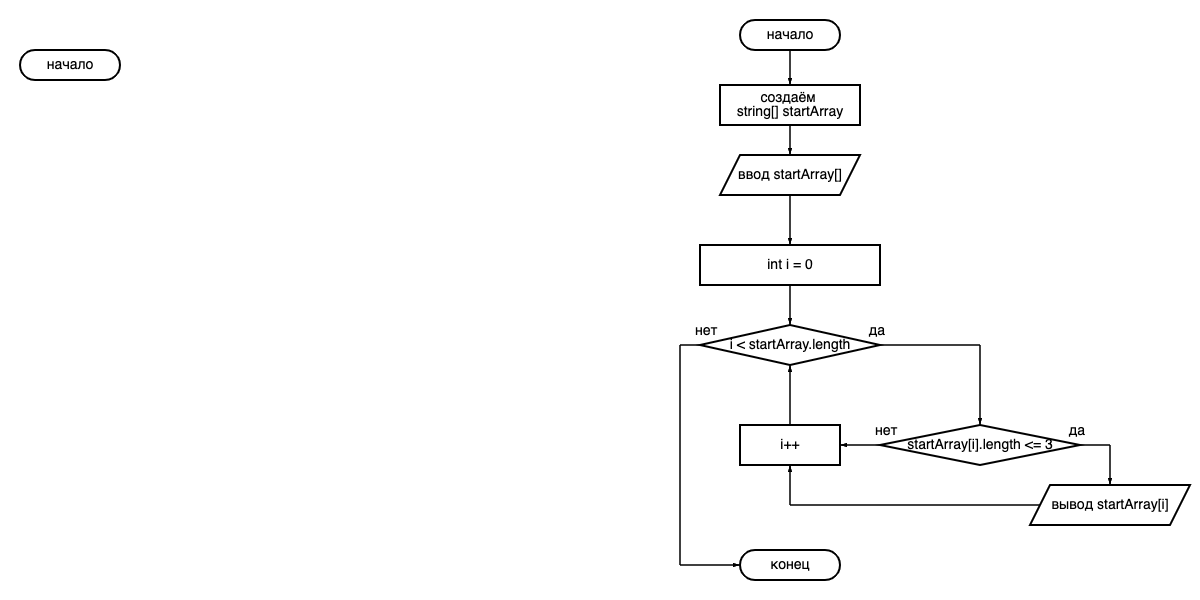 начало
начало
создаём
string[] startArray
ввод startArray[]
int i = 0
нет
да
i < startArray.length
нет
да
i++
startArray[i].length <= 3
вывод startArray[i]
конец